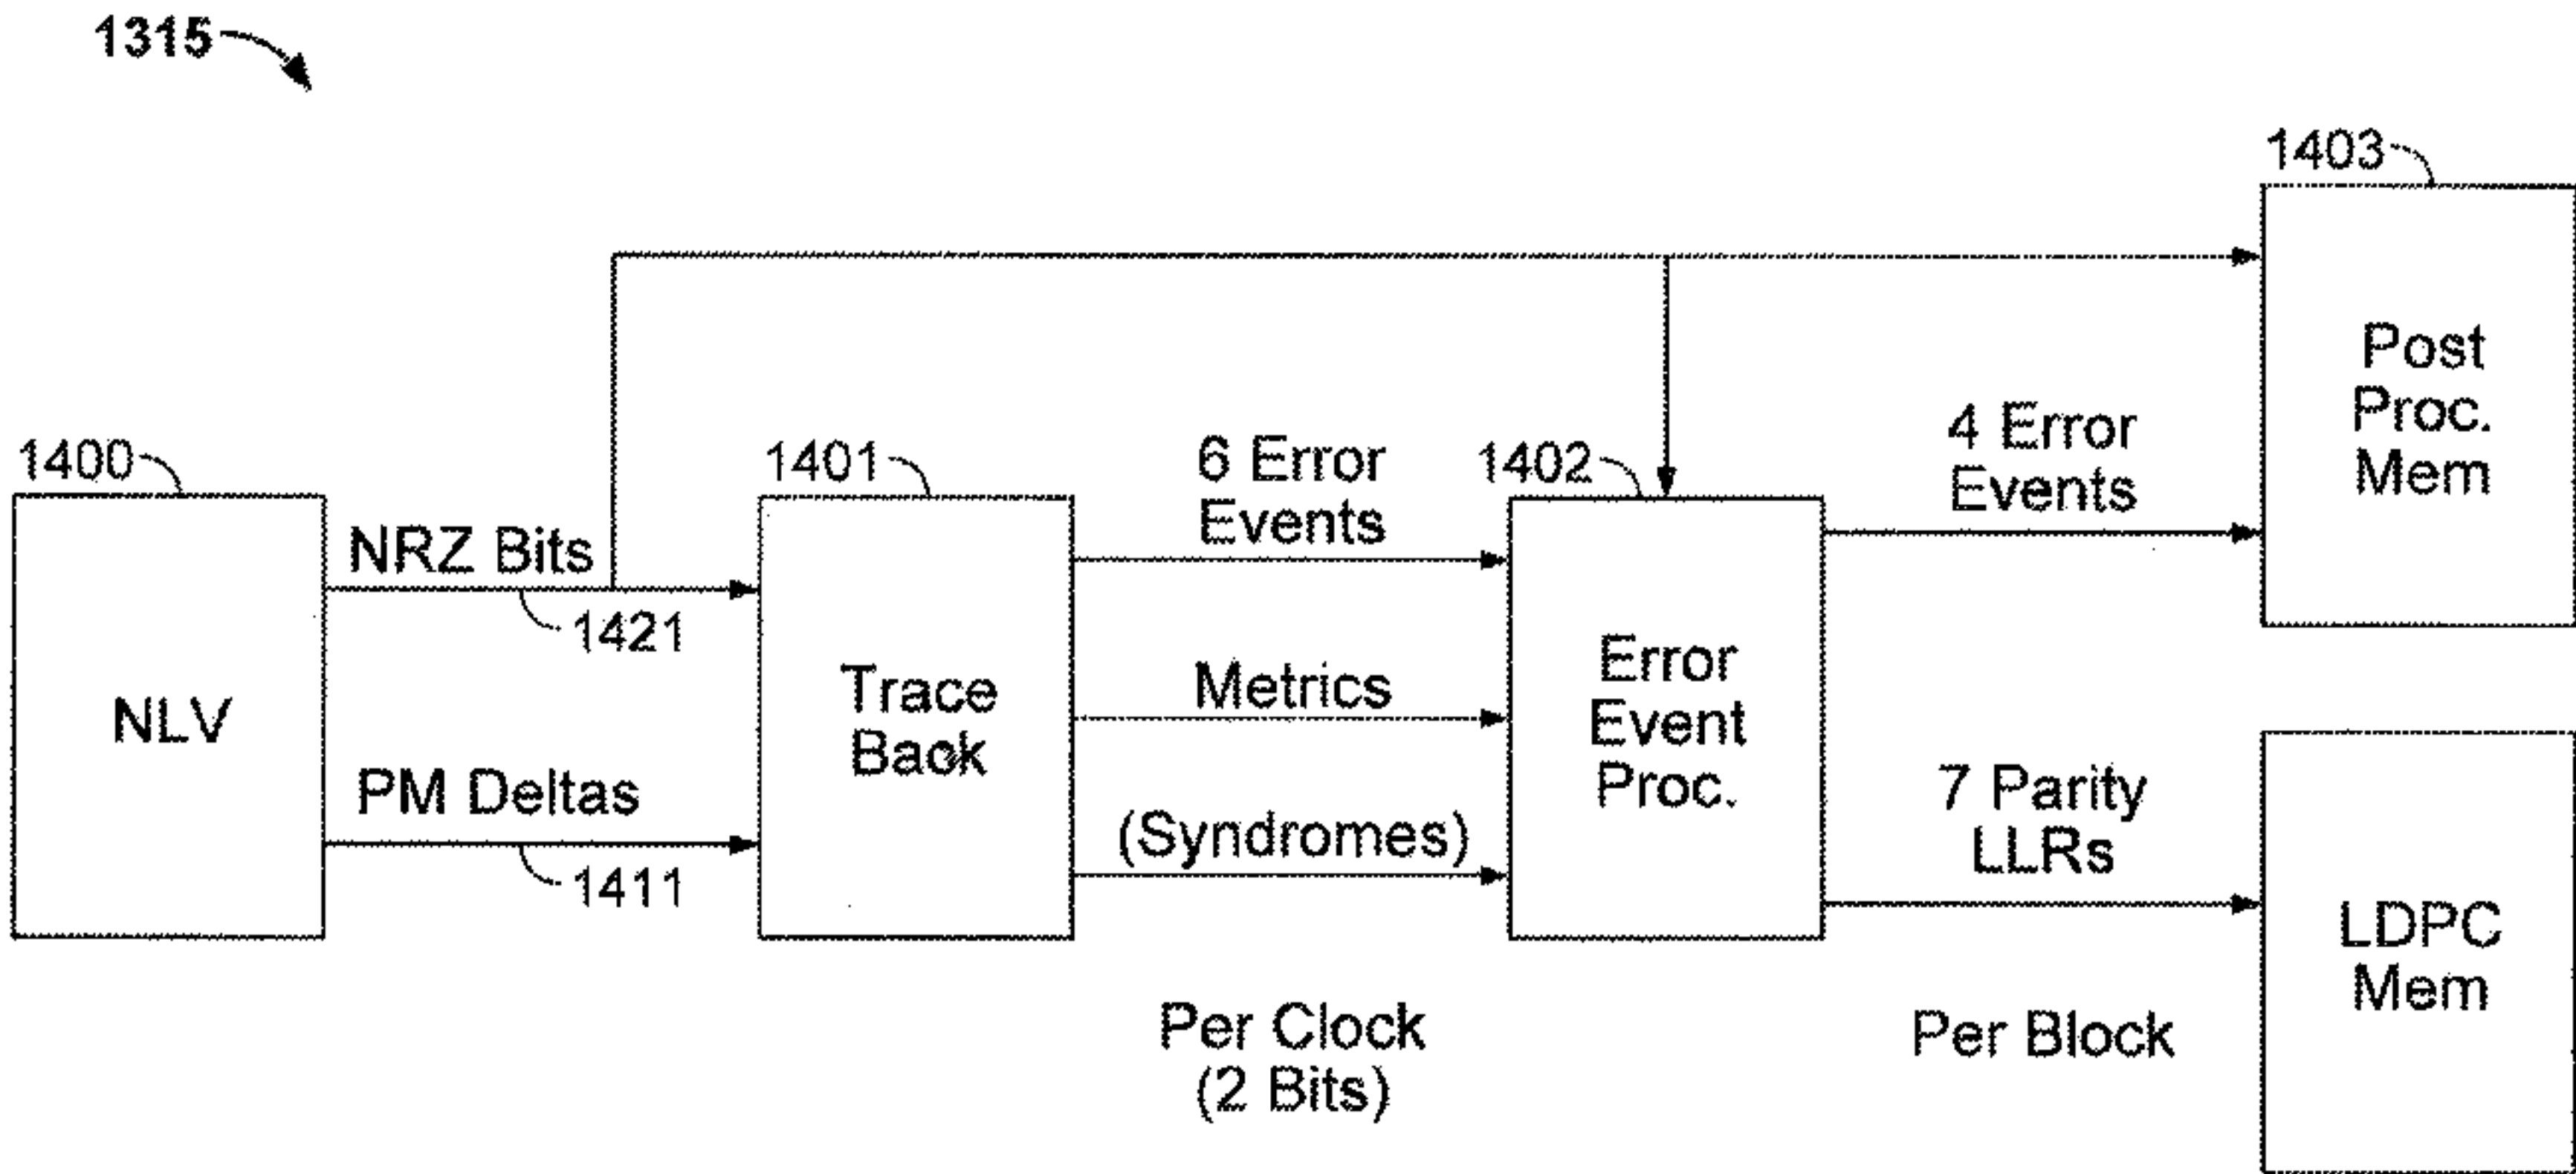 1315
1403
Post
Proc.
Mem
1400
NLV
NRZ Bits
1421
PM Deltas
1411
1401
Trace
Back
6 Error
Events
Metrics
(Syndromes)
Per Clock
(2 Bits)
1402
Error
Event
Proc.
4 Error
Events
7 Parity
LLRs
Per Block
LDPC
Mem